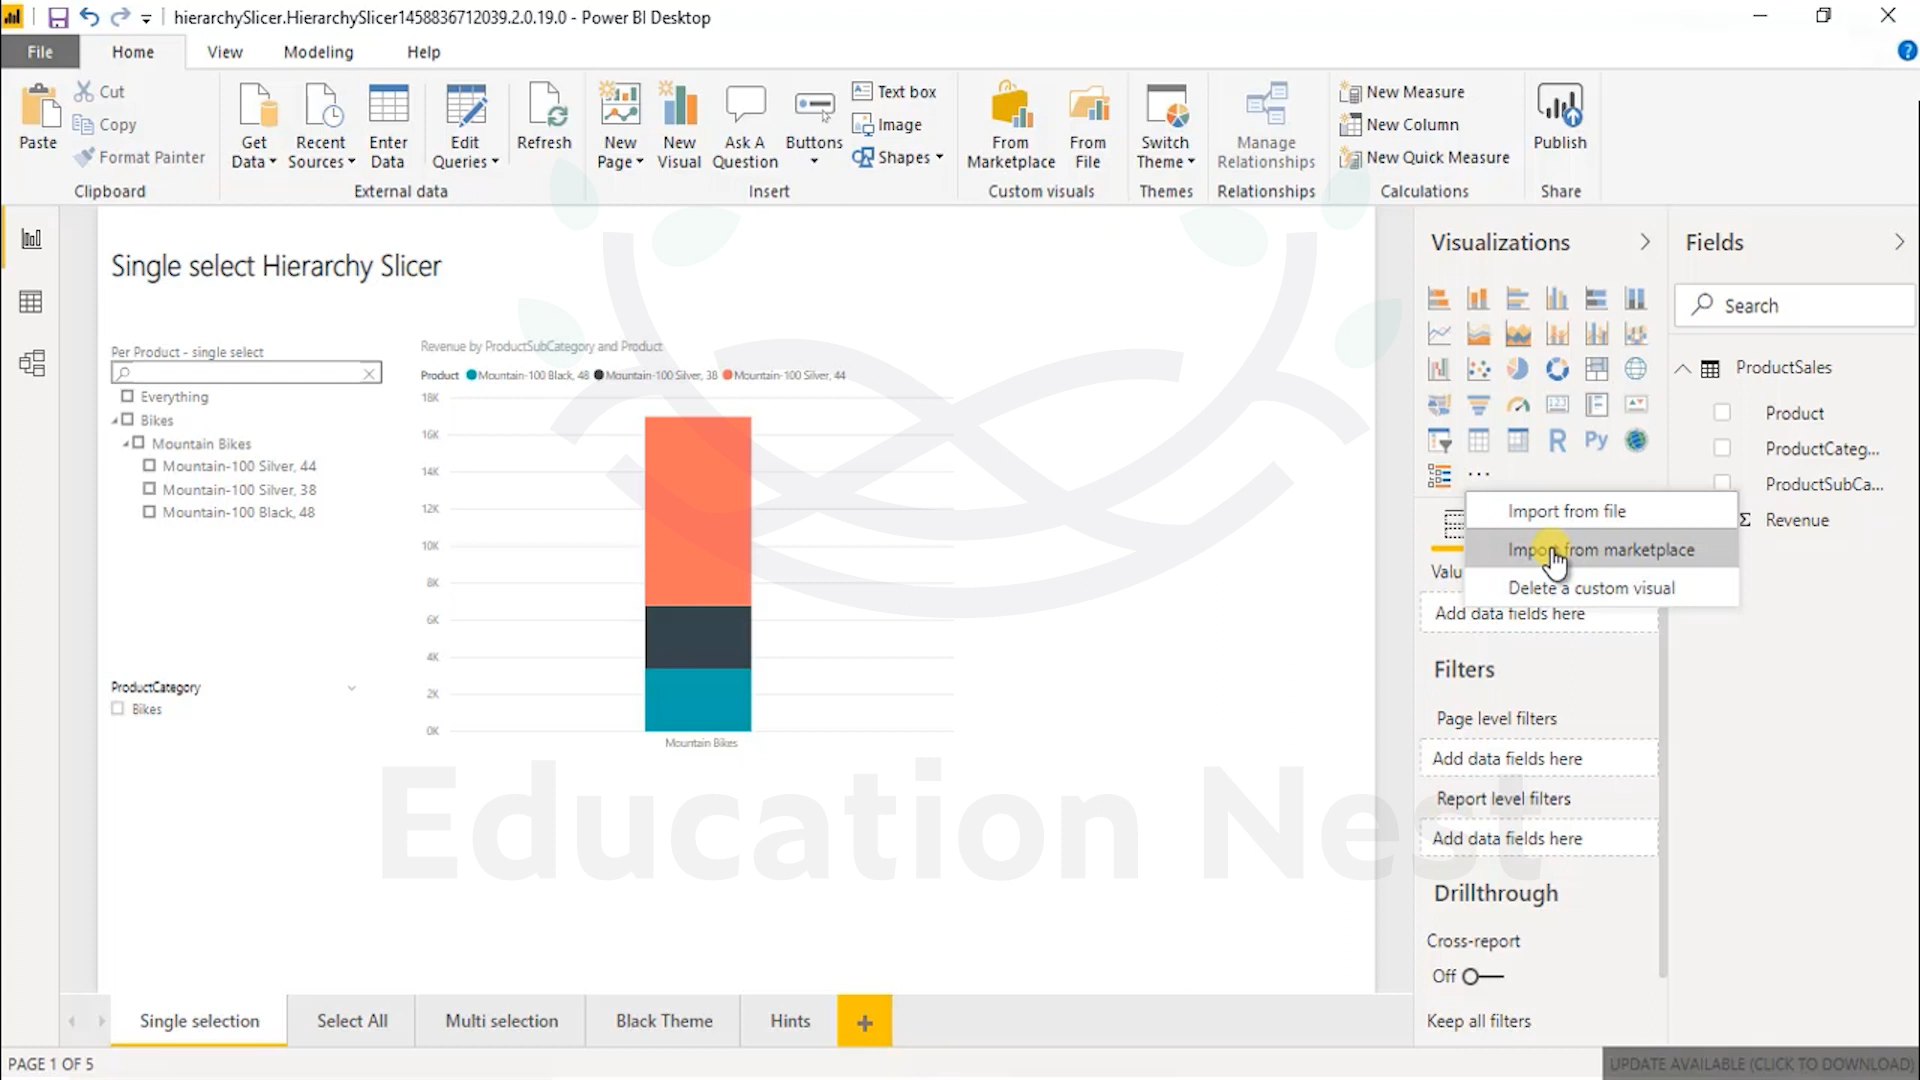 hierarchySlicer.HierarchySlicer1458836712039.2.0.19.0 - Power BI Desktop
File
Home
View
Modeling
Help
Paste
Cut
Copy
Format Painter
Clipboard
Get Data
Recent Sources
Enter Data
Edit Queries
Refresh
External data
New Page
New Visual
Ask A Question
Buttons
Text box
Image
Shapes
Insert
From Marketplace
From File
Custom visuals
Switch Theme
Themes
Manage Relationships
Relationships
New Measure
New Column
New Quick Measure
Calculations
Publish
Share
Single select Hierarchy Slicer
Per Product - single select
Everything
Bikes
Mountain Bikes
Mountain-100 Silver, 44
Mountain-100 Silver, 38
Mountain-100 Black, 48
ProductCategory
Bikes
Revenue by ProductSubCategory and Product
Product Mountain-100 Black, 48 Mountain-100 Silver, 38 Mountain-100 Silver, 44
18K
16K
14K
12K
10K
8K
6K
4K
2K
0K
Mountain Bikes
Education Nest
Visualizations
R
Py
...
Import from file
Import from marketplace
Delete a custom visual
Valu
Add data fields here
Filters
Page level filters
Add data fields here
Report level filters
Add data fields here
Drillthrough
Cross-report
Off
Keep all filters
Fields
Search
ProductSales
Product
ProductCateg...
ProductSubCa...
Σ Revenue
Single selection
Select All
Multi selection
Black Theme
Hints
+
PAGE 1 OF 5
UPDATE AVAILABLE (CLICK TO DOWNLOAD)